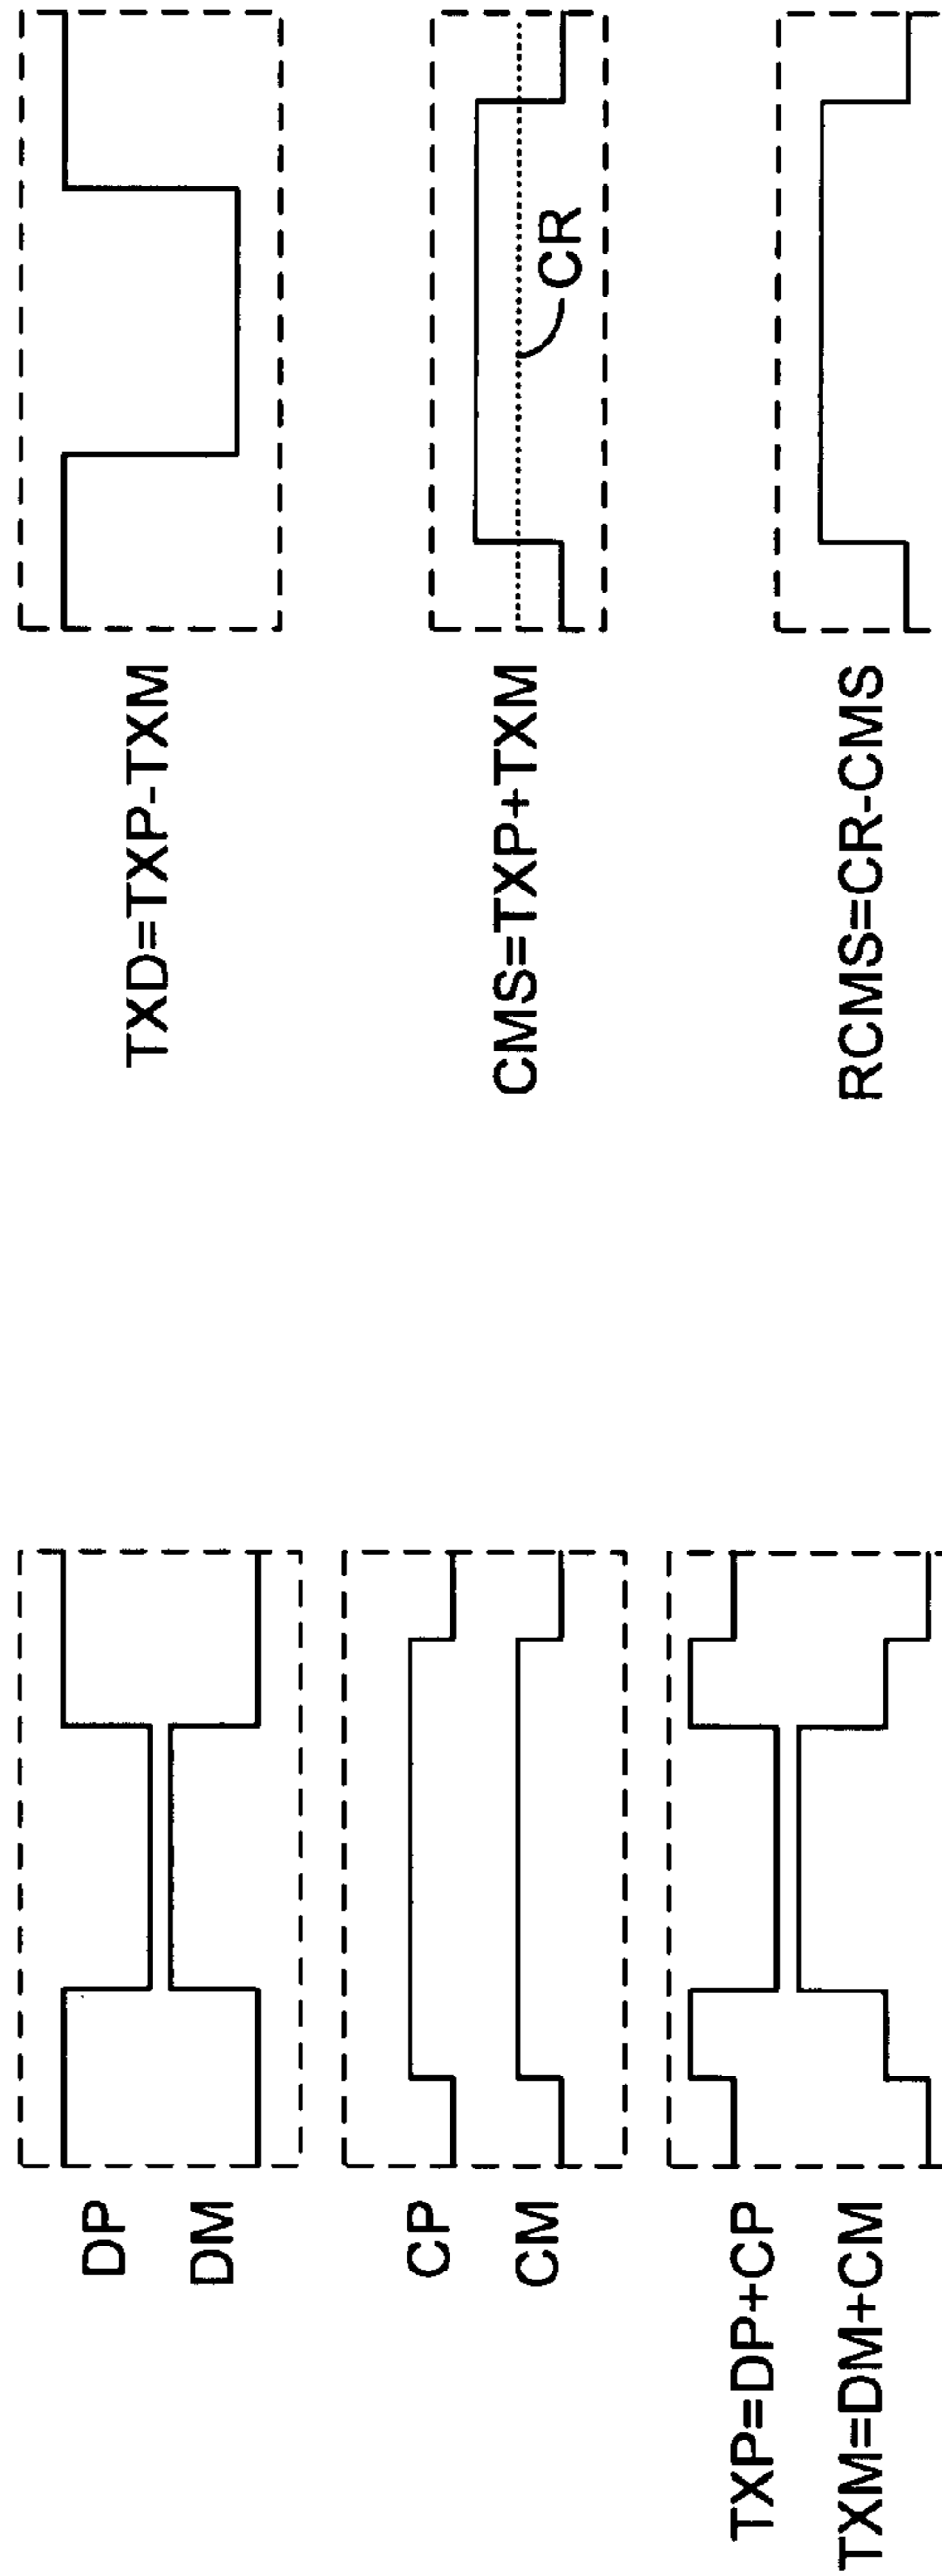 DP
DM
CP
CM
TXP=DP+CP
TXM=DM+CM
TXD=TXP-TXM
CMS=TXP+TXM
CR
RCMS=CR-CMS